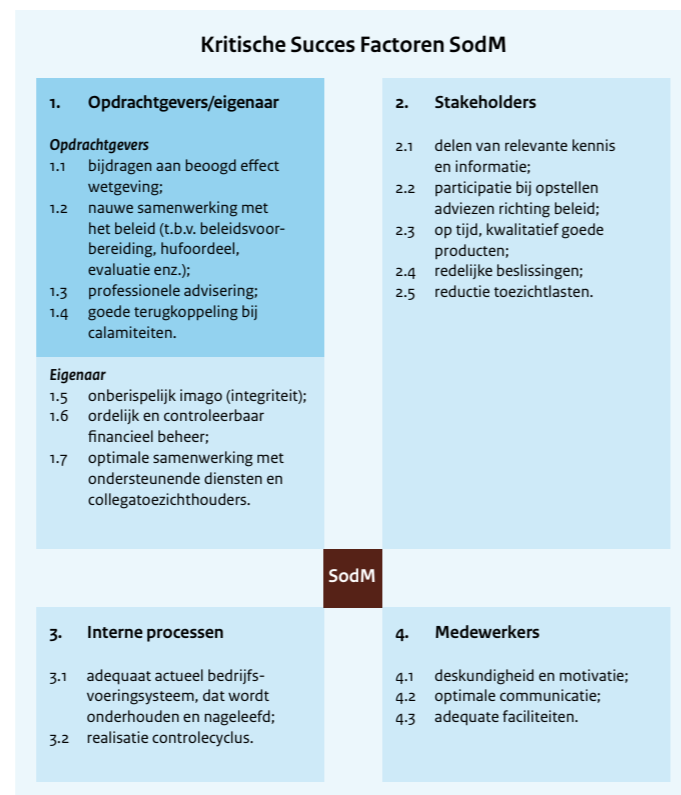 Kritische Succes Factoren SodM
1. Opdrachtgevers/eigenaar
Opdrachtgevers
1.1 bijdragen aan beoogd effect
wetgeving;
1.2 nauwe samenwerking met
het beleid (t.b.v. beleidsvoor-
bereiding, hufoordeel,
evaluatie enz.);
1.3 professionele advisering;
1.4 goede terugkoppeling bij
calamiteiten.
Eigenaar
1.5 onberispelijk imago (integriteit);
1.6 ordelijk en controleerbaar
financieel beheer;
1.7 optimale samenwerking met
ondersteunende diensten en
collegatoezichthouders.
2. Stakeholders
2.1 delen van relevante kennis
en informatie;
2.2 participatie bij opstellen
adviezen richting beleid;
2.3 op tijd, kwalitatief goede
producten;
2.4 redelijke beslissingen;
2.5 reductie toezichtlasten.
SodM
3. Interne processen
3.1 adequaat actueel bedrijfs-
voeringsysteem, dat wordt
onderhouden en nageleefd;
3.2 realisatie controlecyclus.
4. Medewerkers
4.1 deskundigheid en motivatie;
4.2 optimale communicatie;
4.3 adequate faciliteiten.